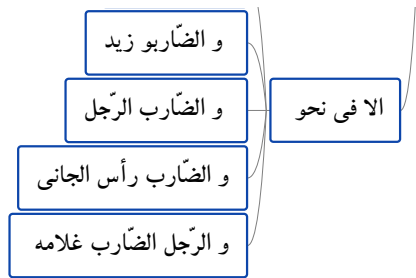 الا فى نحو
و الضّاربو زيد
و الضّارب الرّجل
و الضّارب رأس الجانى
و الرّجل الضّارب غلامه